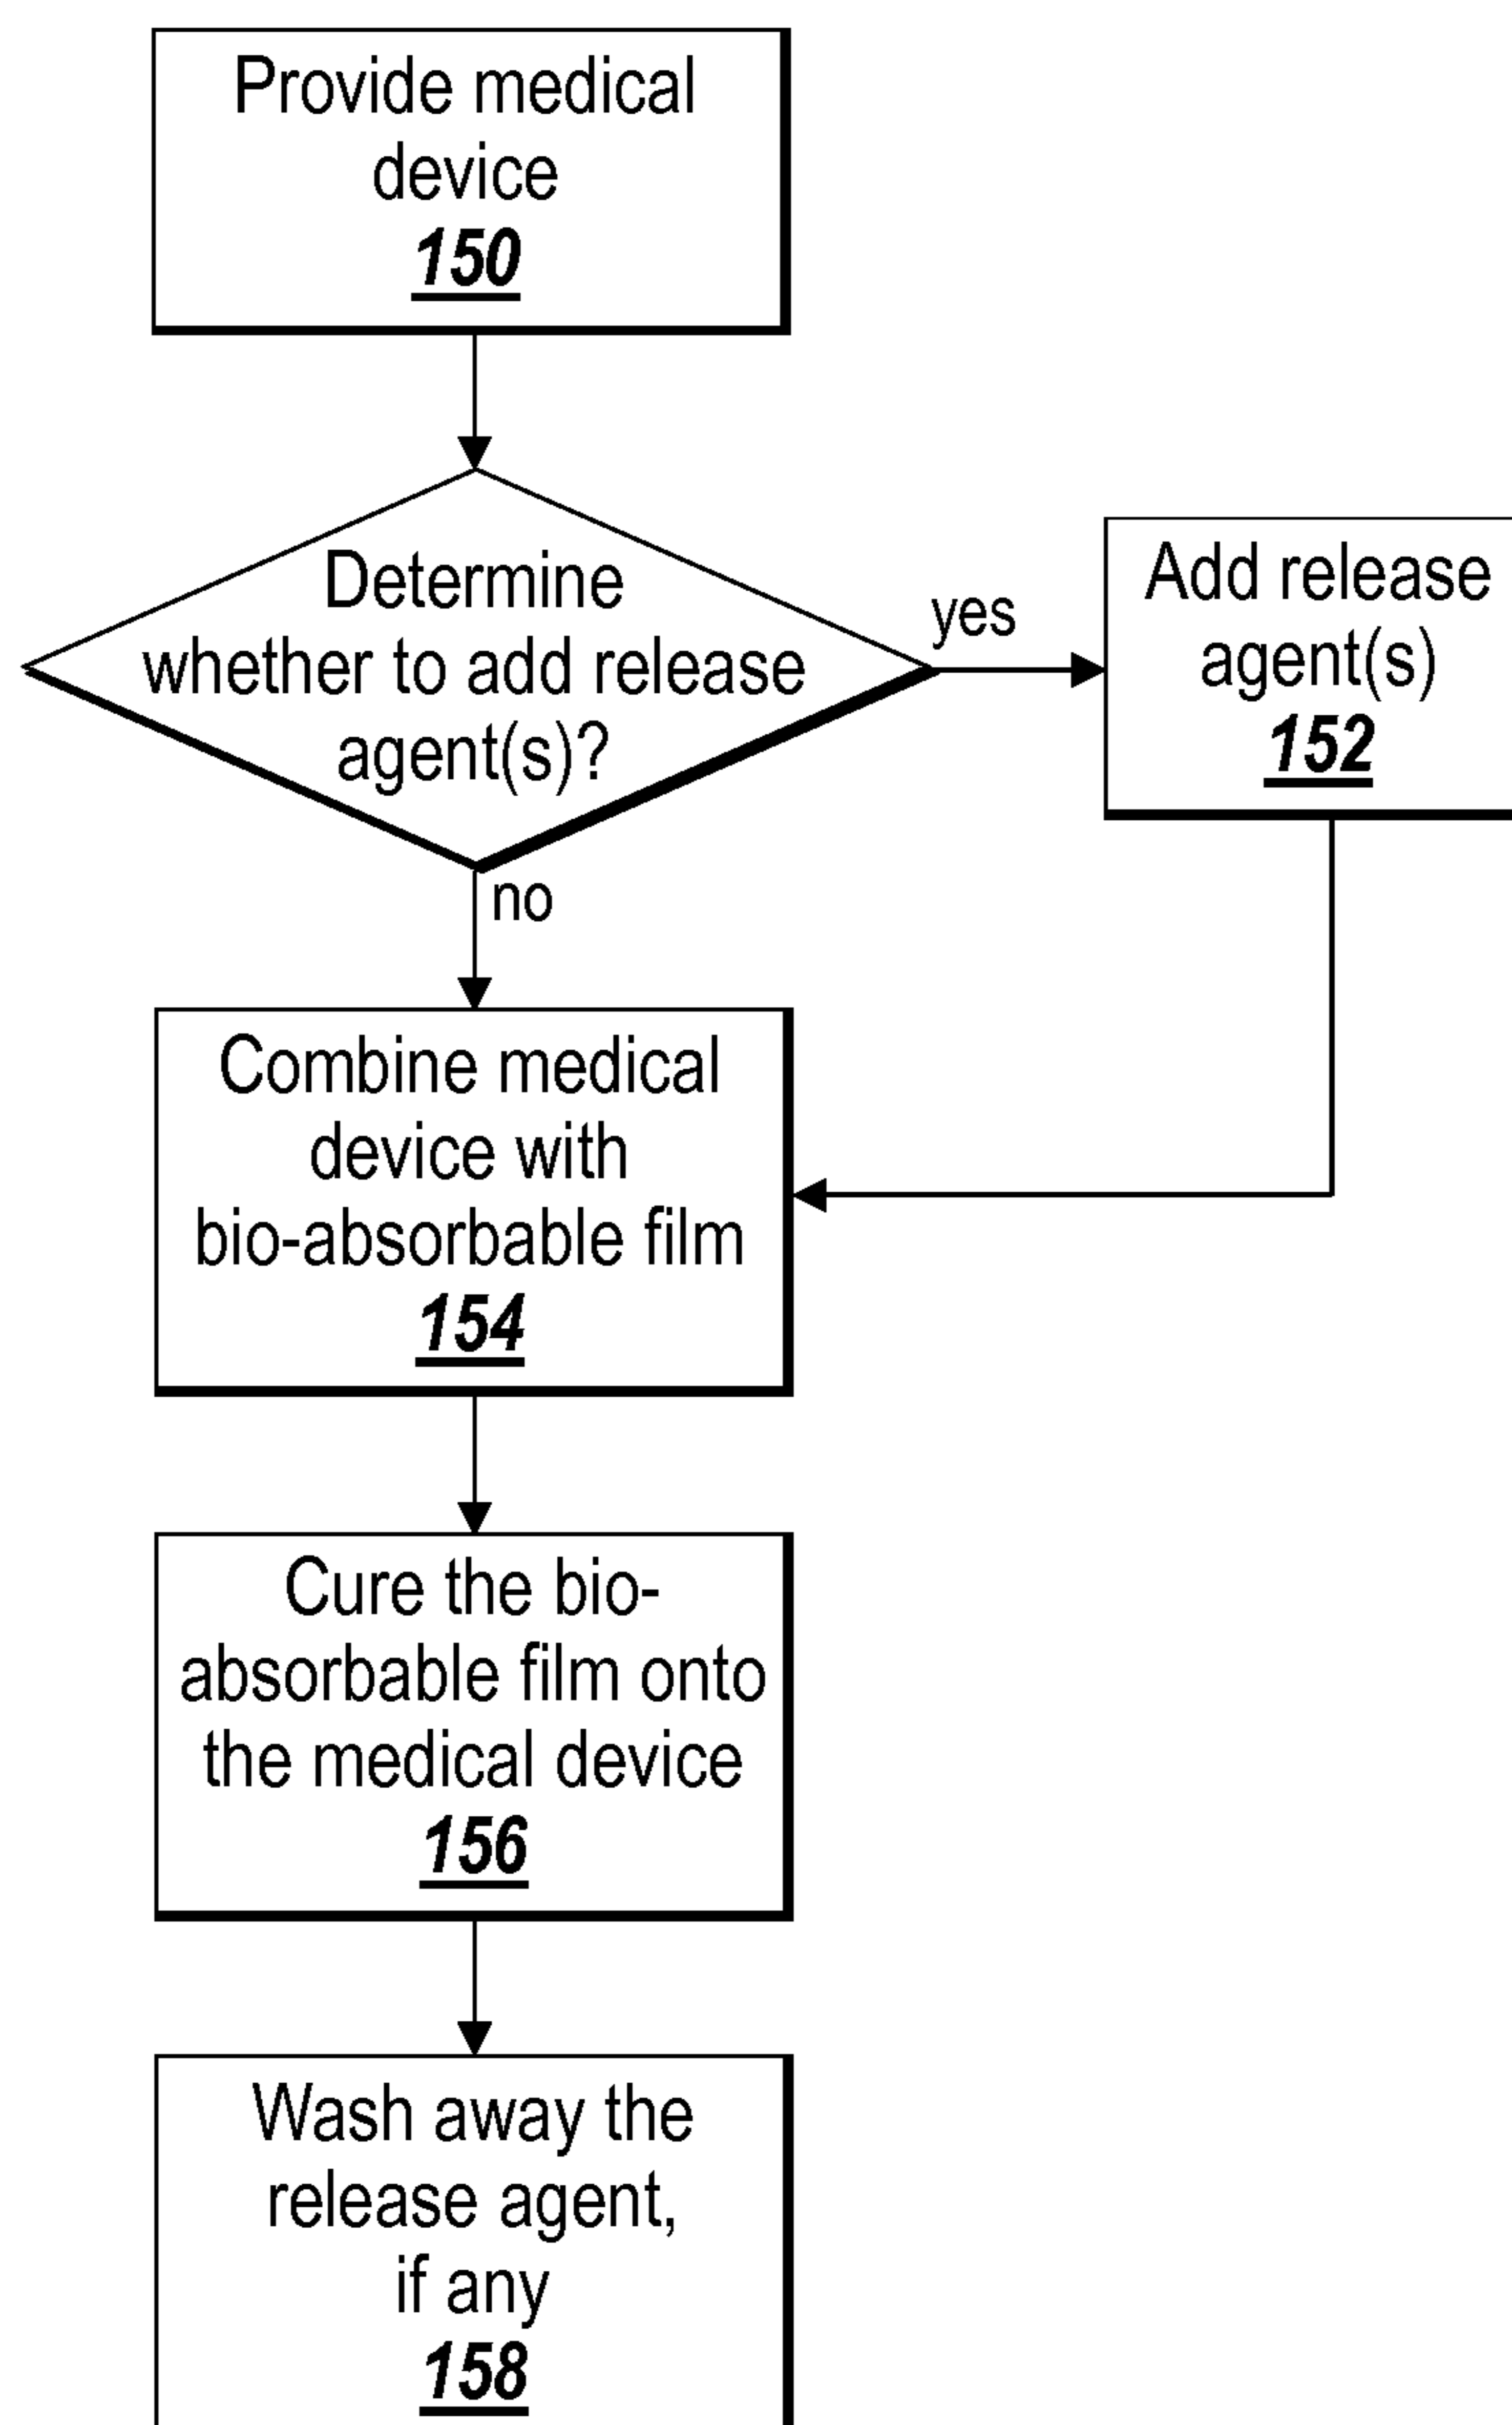 Provide medical
device
150
Determine
whether to add release
agent(s)?
yes
Add release
agent(s)
152
no
Combine medical
device with
bio-absorbable film
154
Cure the bio-
absorbable film onto
the medical device
156
Wash away the
release agent,
if any
158